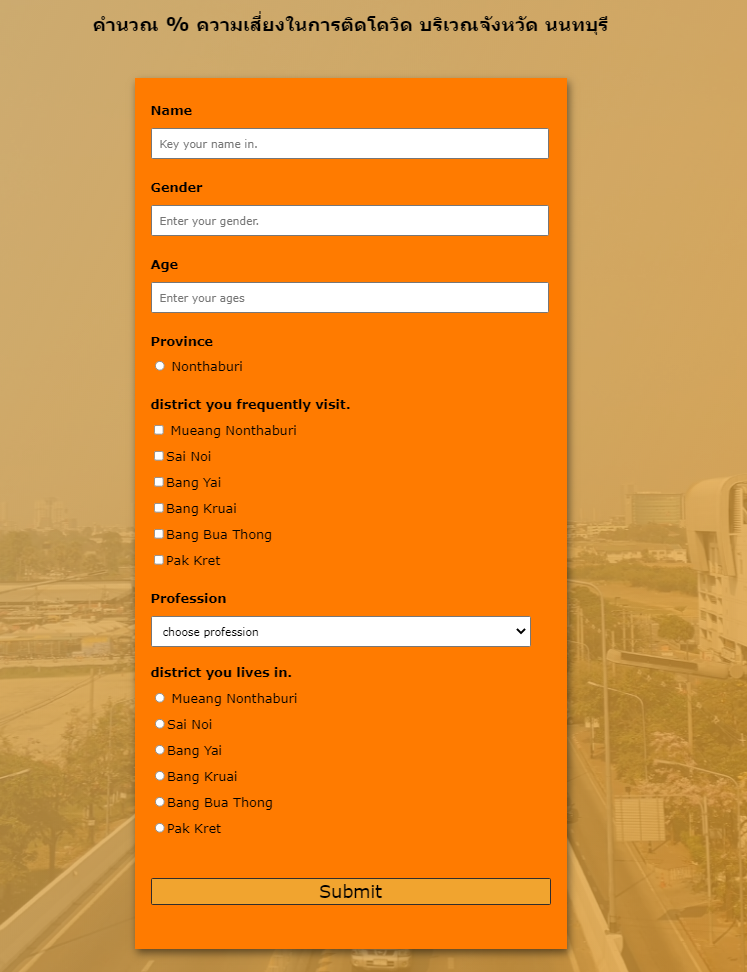 คำนวณ % ความเสี่ยงในการติดโควิด บริเวณจังหวัด นนทบุรี
Name
Key your name in.
Gender
Enter your gender.
Age
Enter your ages
Province
Nonthaburi
district you frequently visit.
Mueang Nonthaburi
Sai Noi
Bang Yai
Bang Kruai
Bang Bua Thong
Pak Kret
Profession
choose profession
district you lives in.
Mueang Nonthaburi
Sai Noi
Bang Yai
Bang Kruai
Bang Bua Thong
Pak Kret
Submit